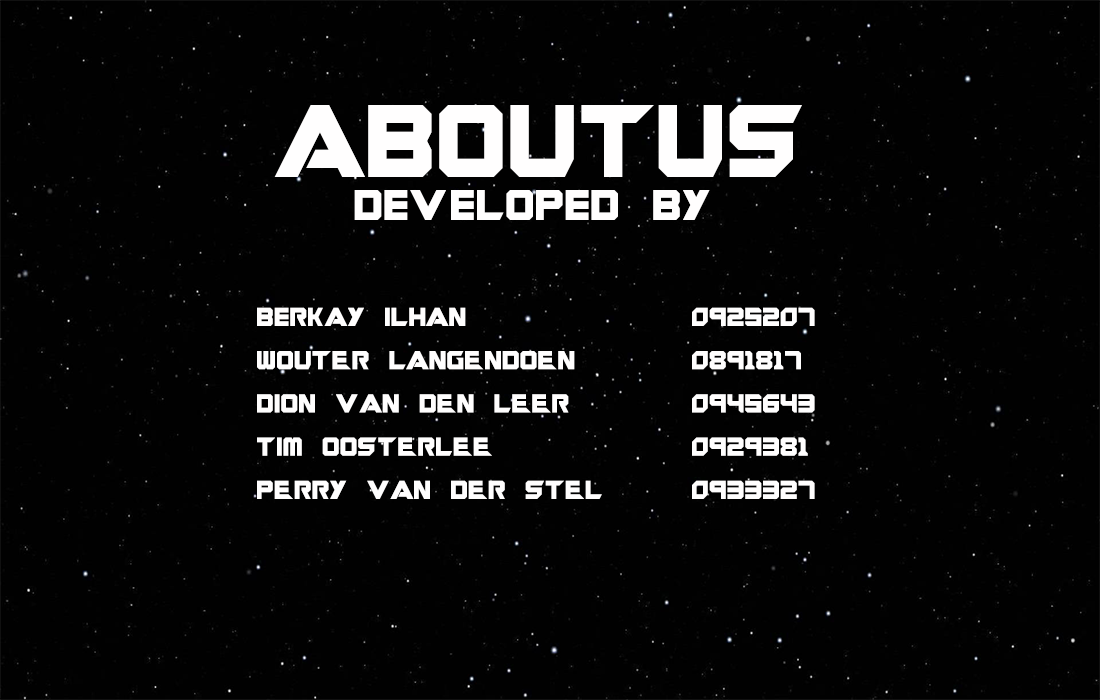 ABOUTUS
DEVELOPED BY
BERKAY ILHAN 0925207
WOUTER LANGENDOEN 0891817
DION VAN DEN LEER 0945643
TIM OOSTERLEE 0929381
PERRY VAN DER STEL 0933327